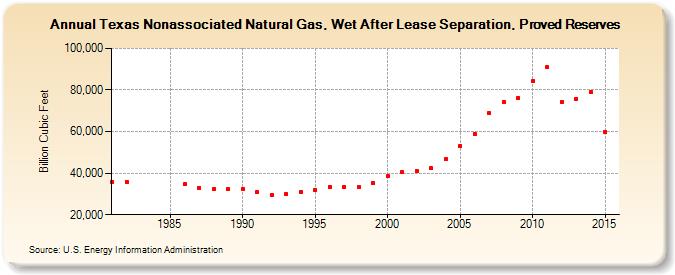 Annual Texas Nonassociated Natural Gas, Wet After Lease Separation, Proved Reserves
Billion Cubic Feet
100,000
80,000
60,000
40,000
20,000
1985 1990 1995 2000 2005 2010 2015
Source: U.S. Energy Information Administration